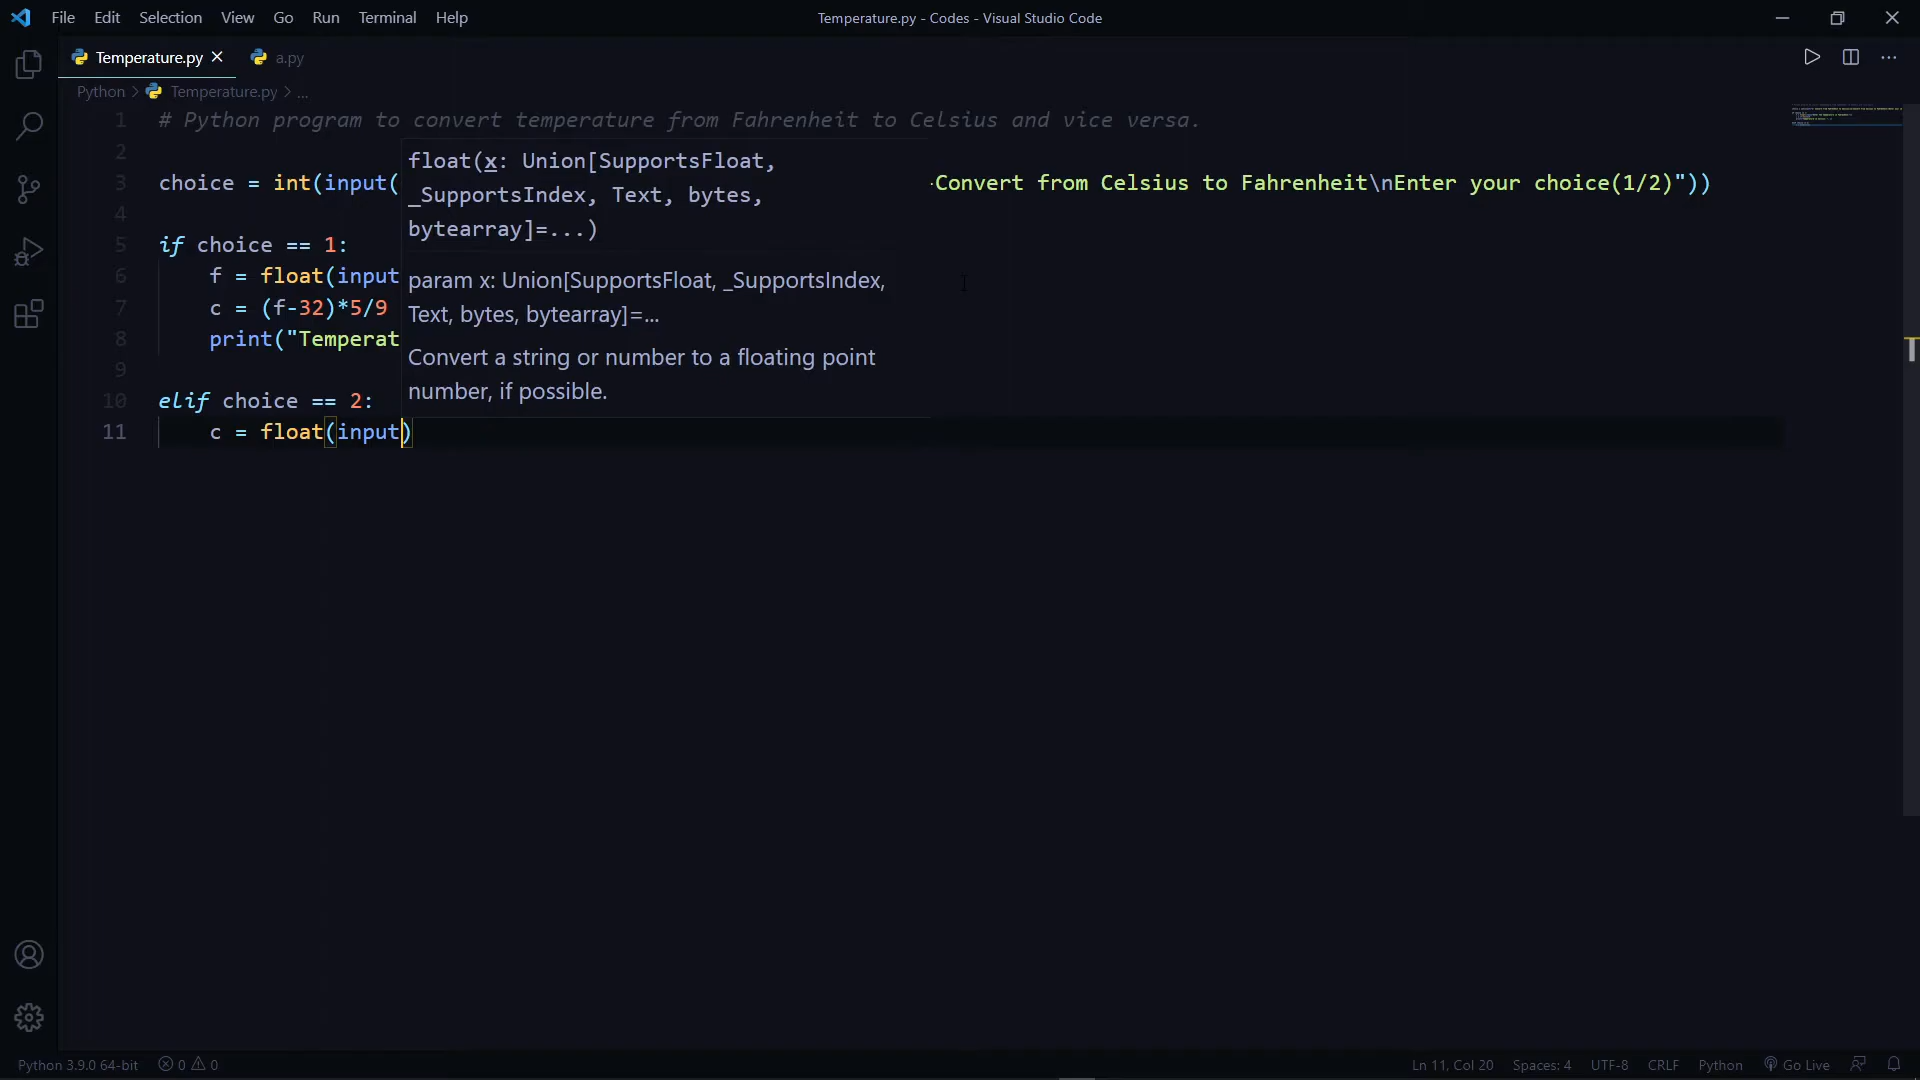 File Edit Selection View Go Run Terminal Help
Temperature.py - Codes - Visual Studio Code
Temperature.py a.py
Python > Temperature.py > ...
1 # Python program to convert temperature from Fahrenheit to Celsius and vice versa.
2
3 choice = int(input( Convert from Celsius to Fahrenheit\nEnter your choice(1/2)"))
4
5 if choice == 1:
6 f = float(input
7 c = (f-32)*5/9
8 print("Temperat
9
10 elif choice == 2:
11 c = float(input)
float(x: Union[SupportsFloat,
_SupportsIndex, Text, bytes,
bytearray]=...)
param x: Union[SupportsFloat, _SupportsIndex,
Text, bytes, bytearray]=...
Convert a string or number to a floating point
number, if possible.
Python 3.9.0 64-bit 0 0 Ln 11, Col 20 Spaces: 4 UTF-8 CRLF Python Go Live